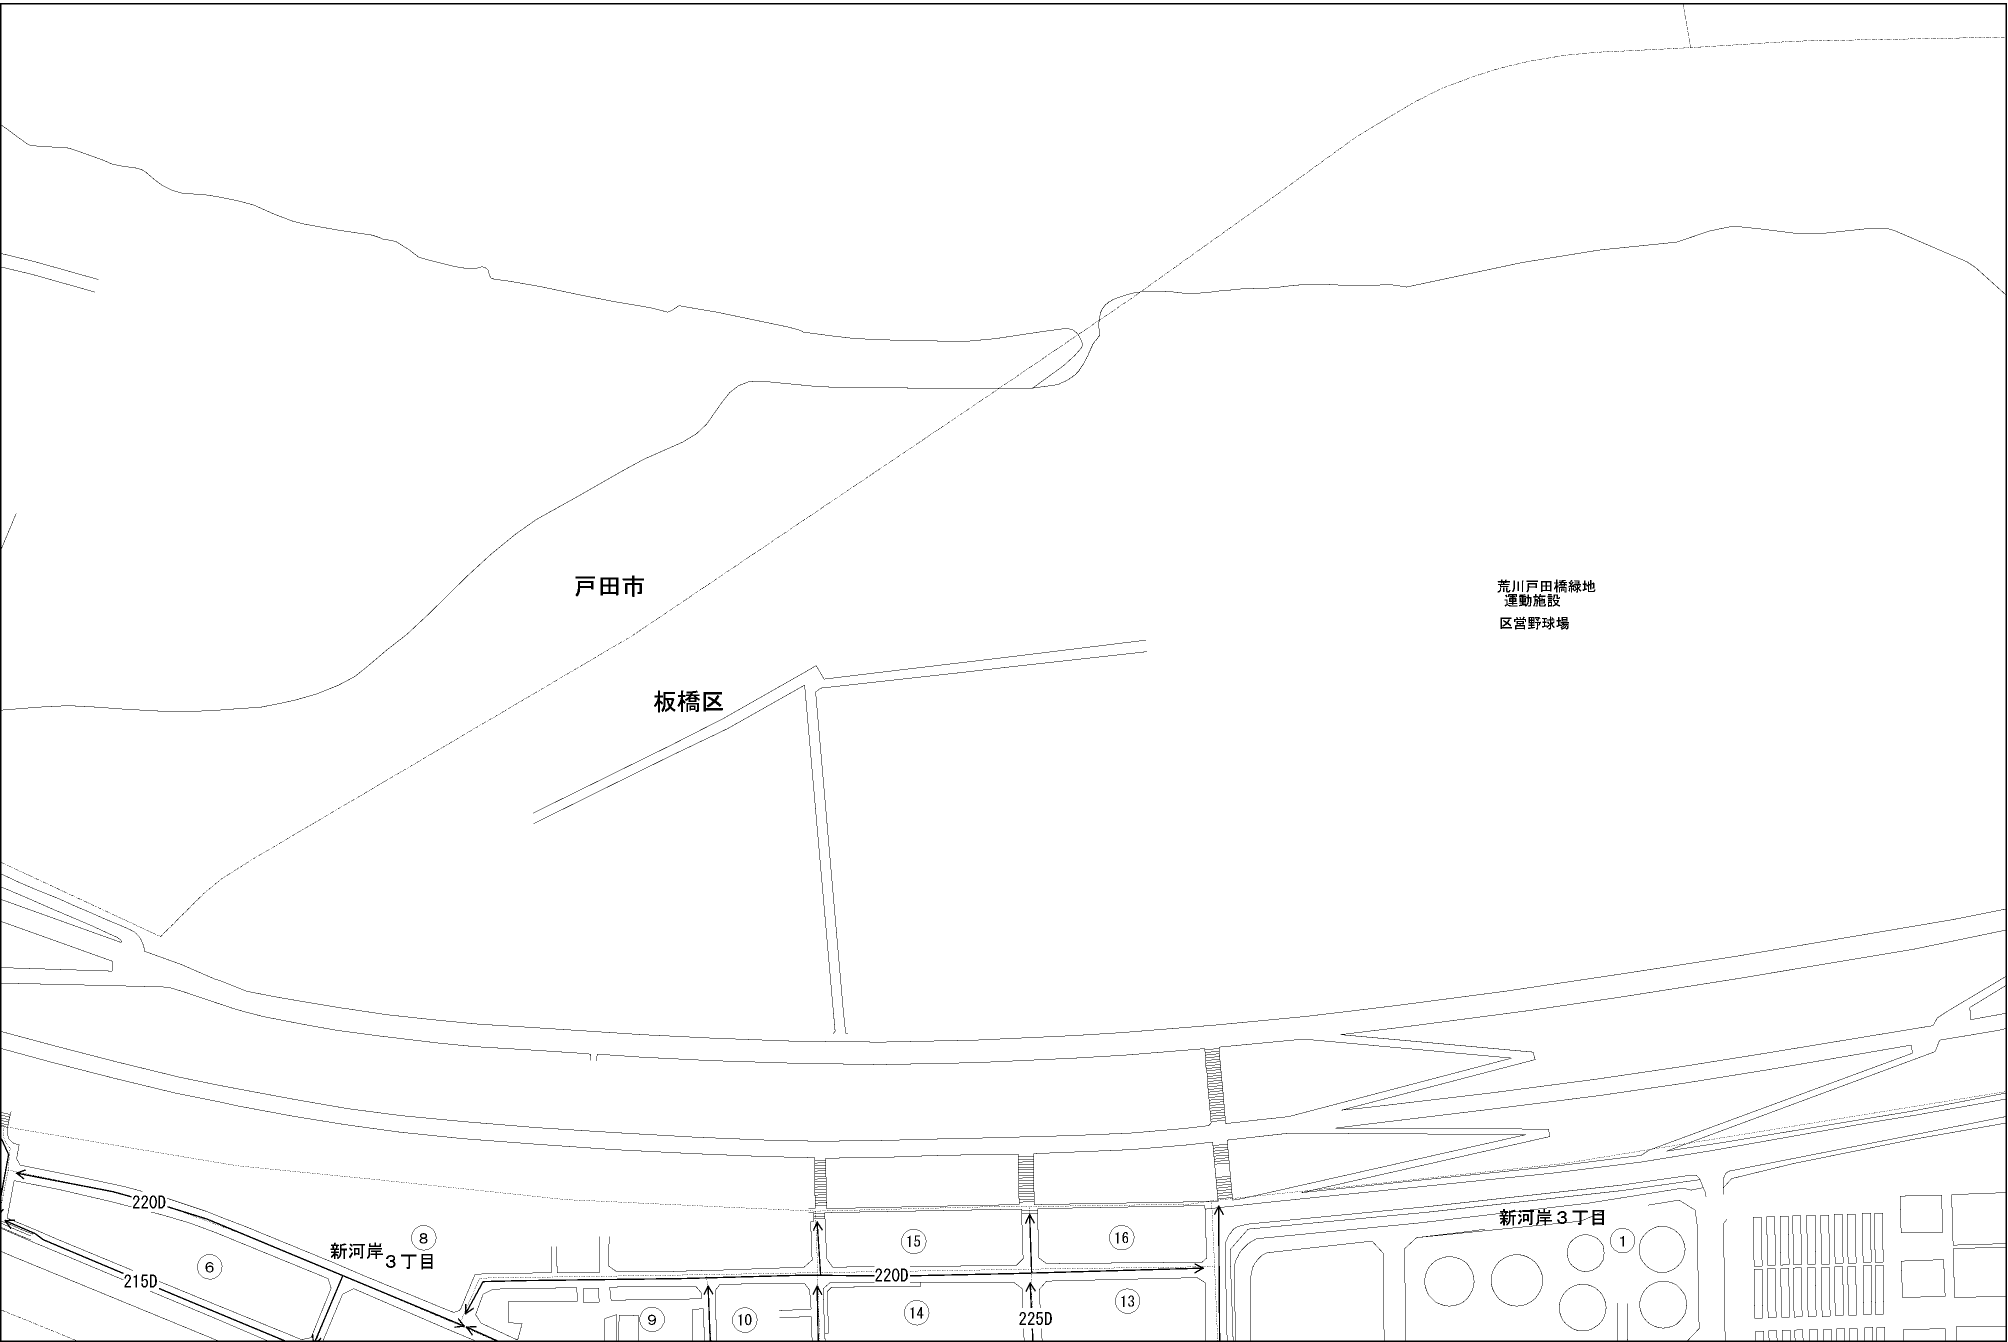 戸田市
荒川戸田橋緑地
運動施設
区営野球場
板橋区
220D
新河岸３丁目
8
15
16
1
新河岸
３丁目
6
215D
220D
9
10
14
225D
13